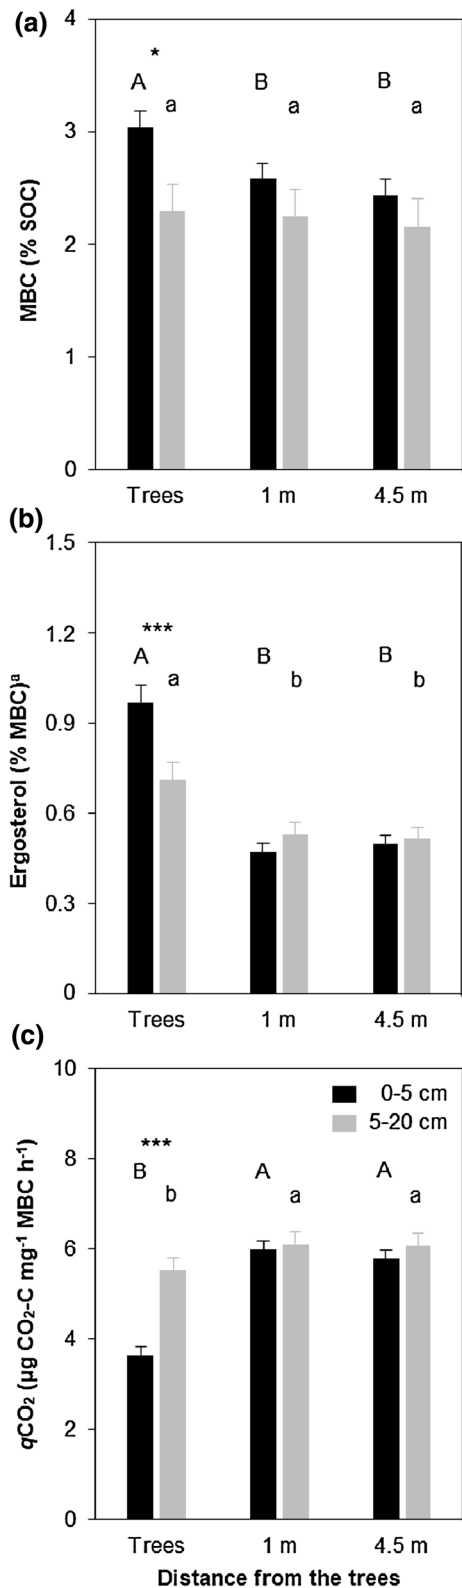 (a)
4
*
A
a
B
a
B
a
3
2
1
0
MBC (% SOC)
Trees
1 m
4.5 m
(b)
1.5
1.2
***
A
a
B
b
B
b
0.9
0.6
0.3
0
Ergosterol (% MBC)ᵃ
Trees
1 m
4.5 m
(c)
10
0-5 cm
5-20 cm
8
***
B
b
A
a
A
a
6
4
2
0
qCO₂ (µg CO₂-C mg⁻¹ MBC h⁻¹)
Trees
1 m
4.5 m
Distance from the trees